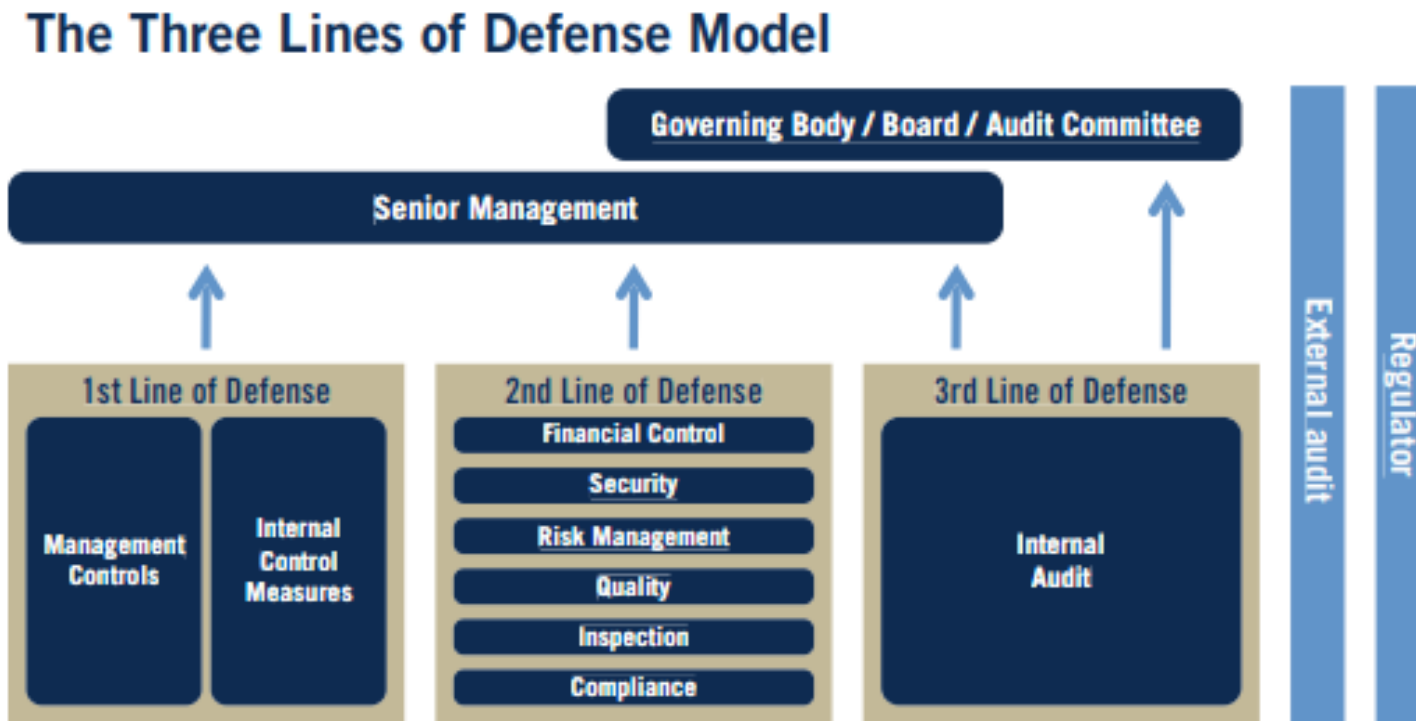 The Three Lines of Defense Model
Governing Body / Board / Audit Committee
Senior Management
1st Line of Defense
Management
Controls
Internal
Control
Measures
2nd Line of Defense
Financial Control
Security
Risk Management
Quality
Inspection
Compliance
3rd Line of Defense
Internal
Audit
External audit
Regulator